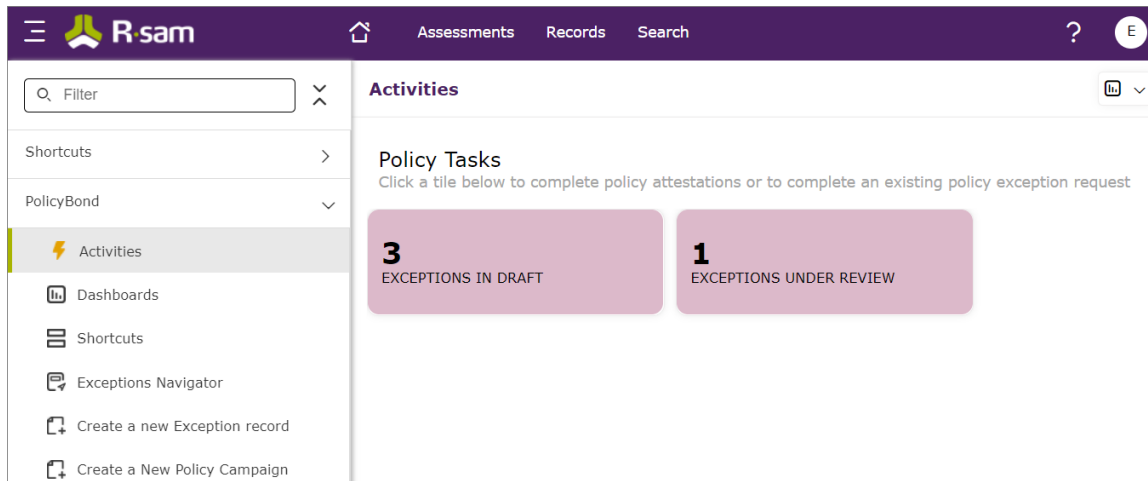 R·sam
Assessments Records Search ? E
Filter
Shortcuts
PolicyBond
Activities
Dashboards
Shortcuts
Exceptions Navigator
Create a new Exception record
Create a New Policy Campaign
Activities
Policy Tasks
Click a tile below to complete policy attestations or to complete an existing policy exception request
3
EXCEPTIONS IN DRAFT
1
EXCEPTIONS UNDER REVIEW